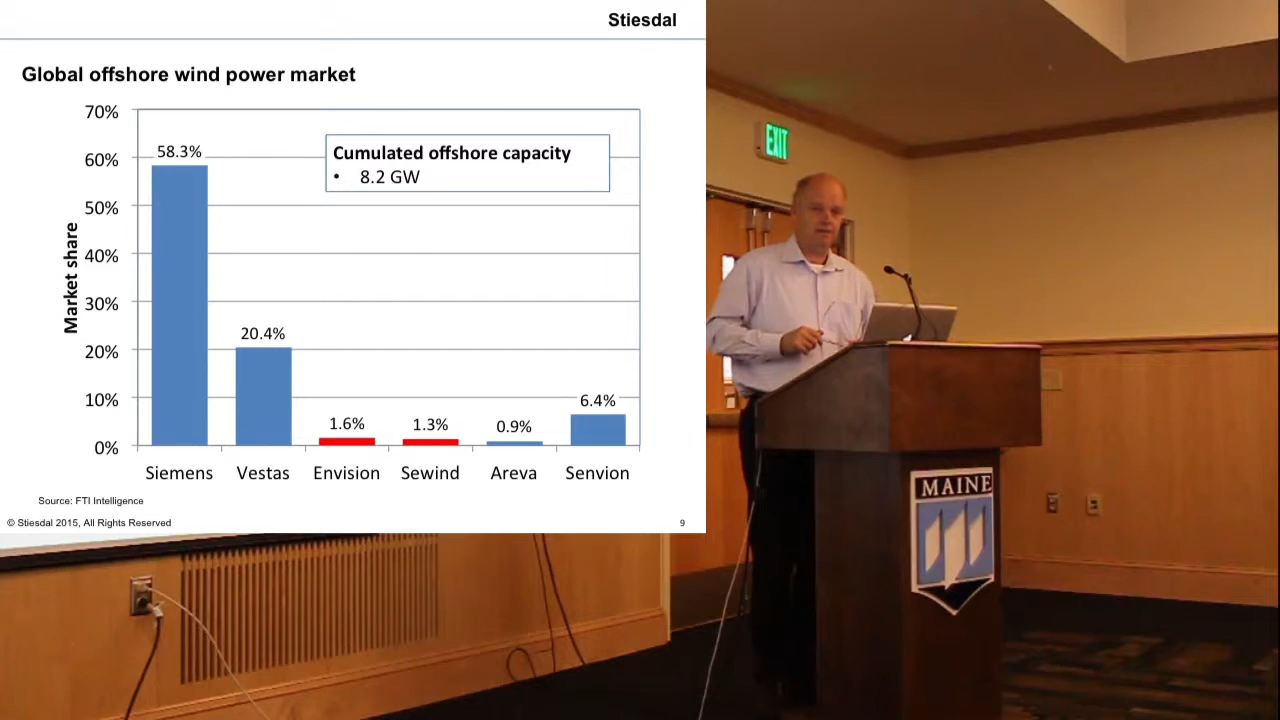 Stiesdal
Global offshore wind power market
70%
60%
50%
40%
30%
20%
10%
0%
Market share
58.3%
20.4%
1.6%
1.3%
0.9%
6.4%
Cumulated offshore capacity
• 8.2 GW
Siemens Vestas Envision Sewind Areva Senvion
Source: FTI Intelligence
© Stiesdal 2015, All Rights Reserved
9
EXIT
MAINE